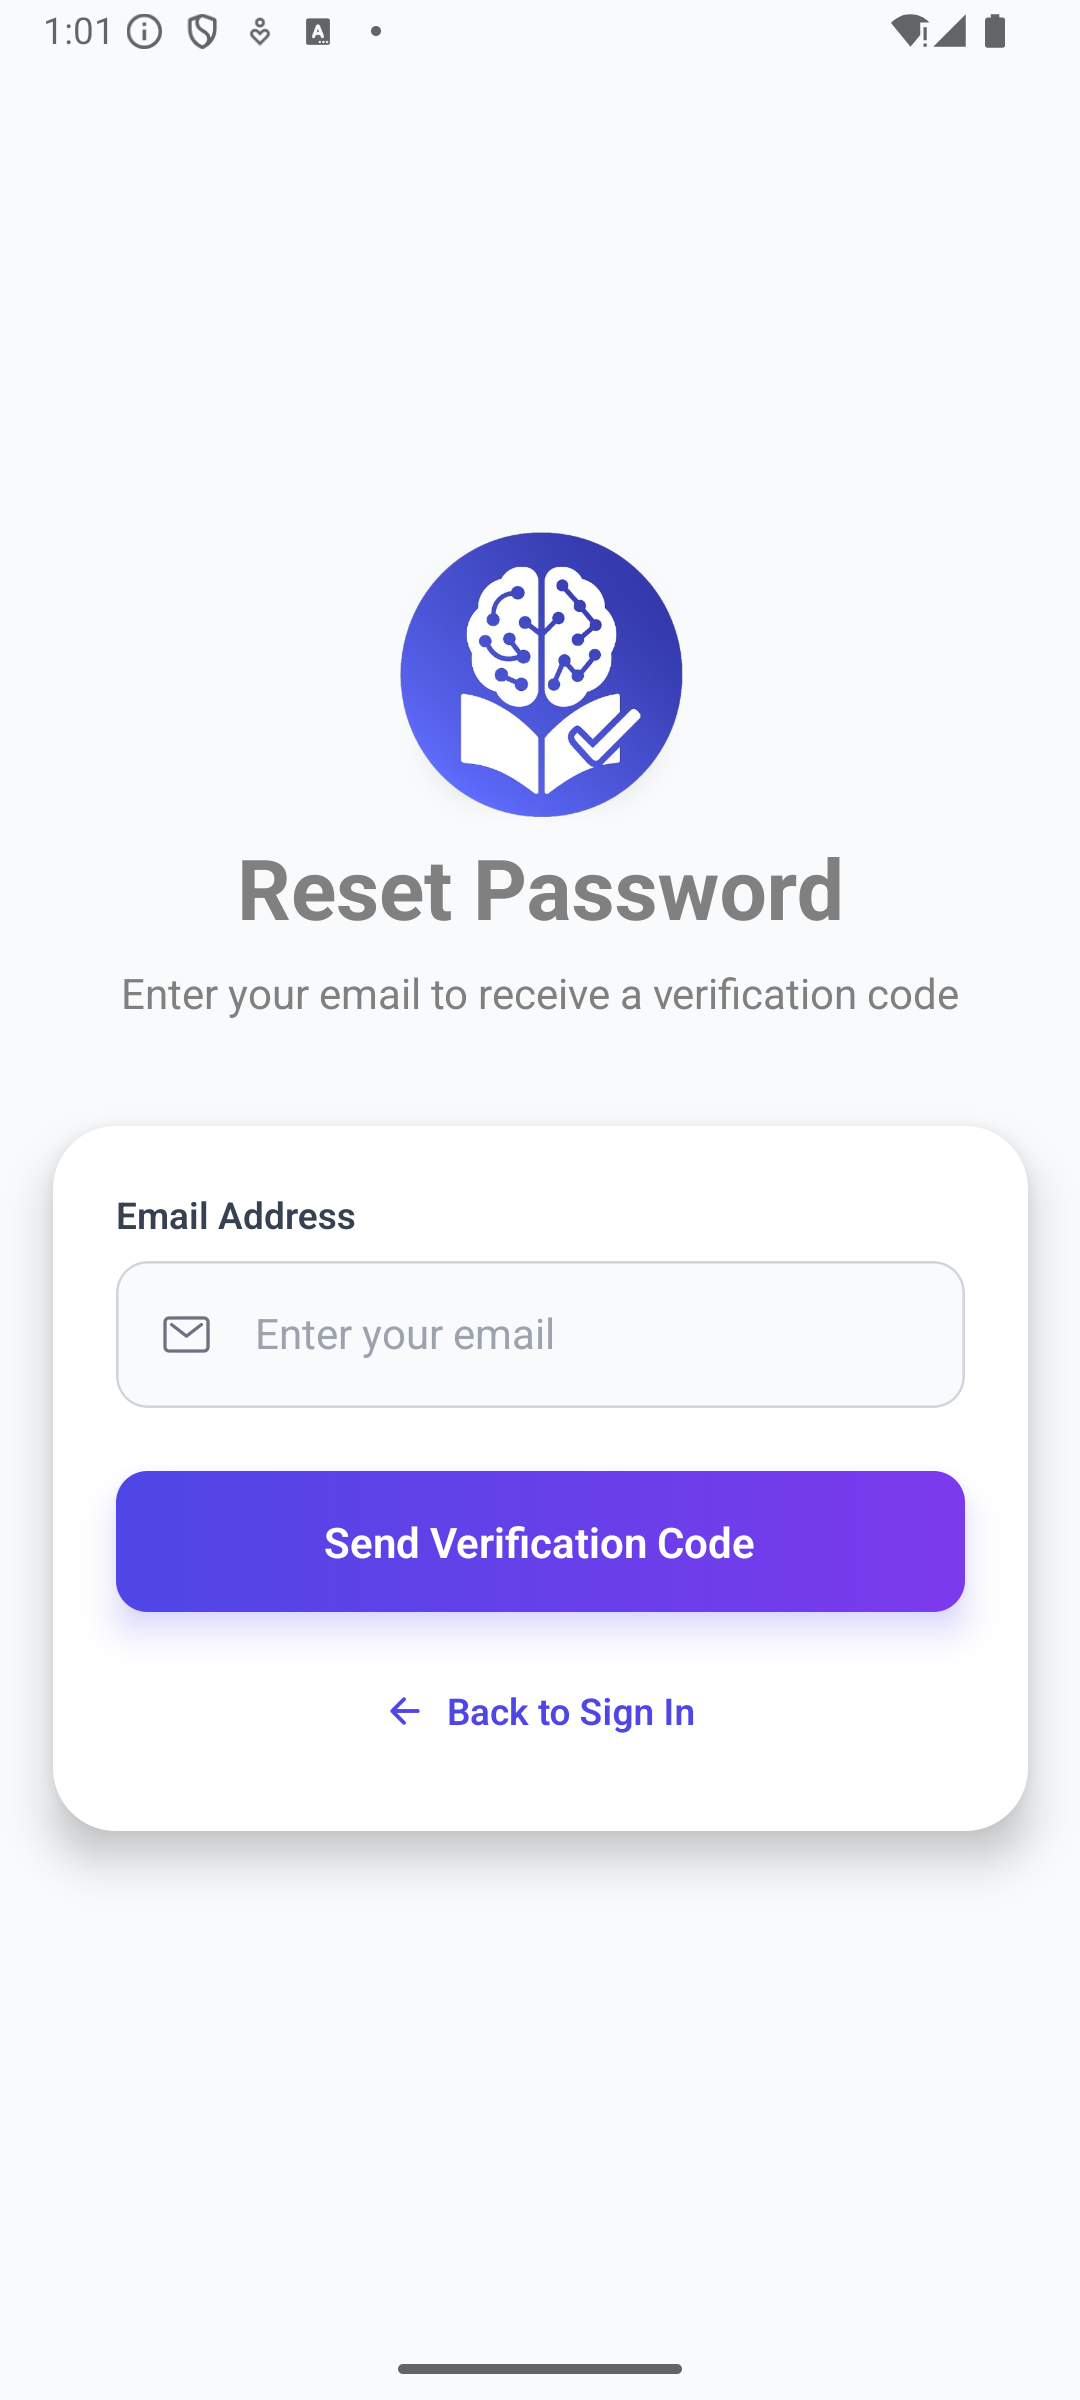 1:01
Reset Password
Enter your email to receive a verification code
Email Address
Enter your email
Send Verification Code
Back to Sign In